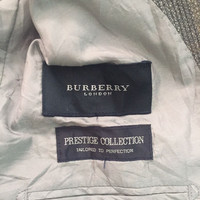 BURBERRY
LONDON
PRESTIGE COLLECTION
TAILORED TO PERFECTION